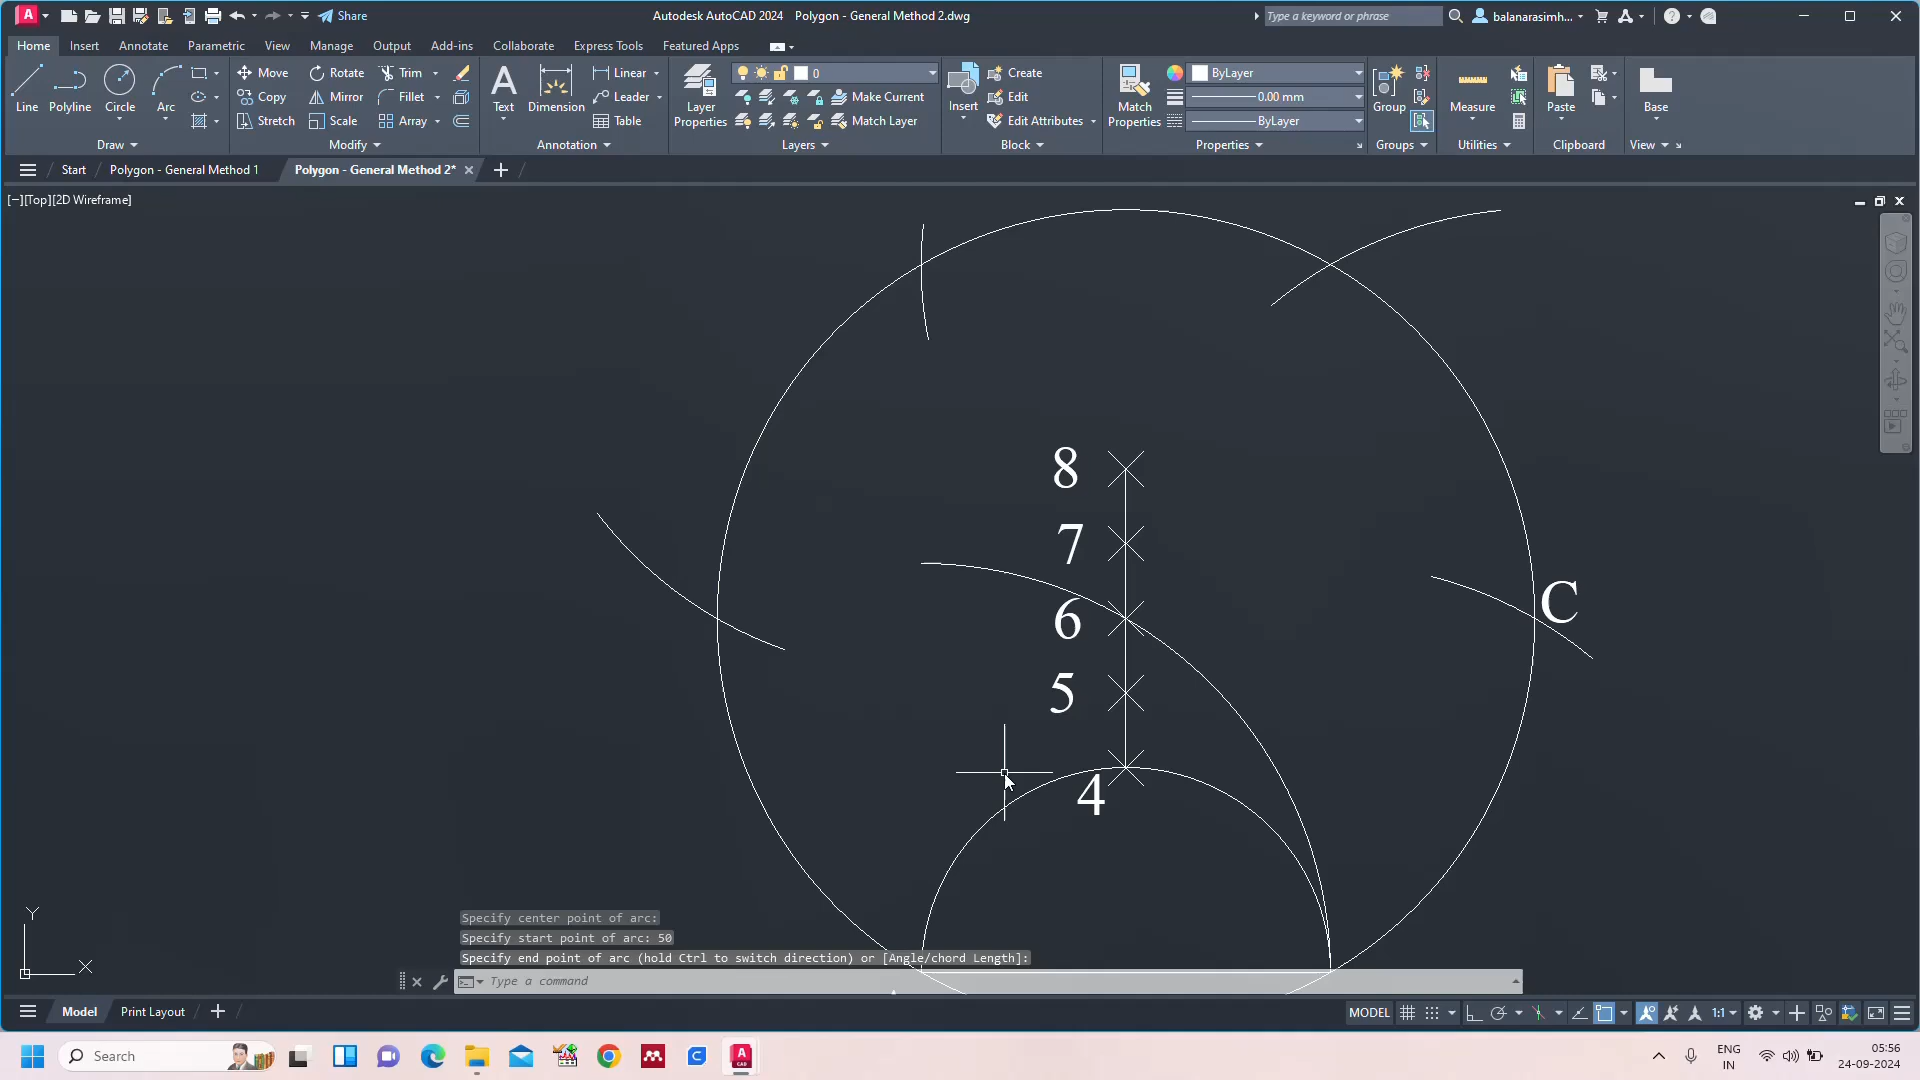 Share
Autodesk AutoCAD 2024 Polygon - General Method 2.dwg
Type a keyword or phrase
balanarasimh...
Home Insert Annotate Parametric View Manage Output Add-ins Collaborate Express Tools Featured Apps
Line Polyline Circle Arc
Move Rotate Trim
Copy Mirror Fillet
Stretch Scale Array
Text Dimension
Linear
Leader
Table
Layer Properties
0
Make Current
Match Layer
Insert
Create
Edit
Edit Attributes
Match Properties
ByLayer
0.00 mm
ByLayer
Group
Measure
Paste
Base
Draw Modify Annotation Layers Block Properties Groups Utilities Clipboard View
Start Polygon - General Method 1 Polygon - General Method 2*
[−][Top][2D Wireframe]
8
7
6
5
4
C
Y
X
Specify center point of arc:
Specify start point of arc: 50
Specify end point of arc (hold Ctrl to switch direction) or [Angle/chord Length]:
Type a command
Model Print Layout
MODEL
1:1
Search
ENG
IN
05:56
24-09-2024